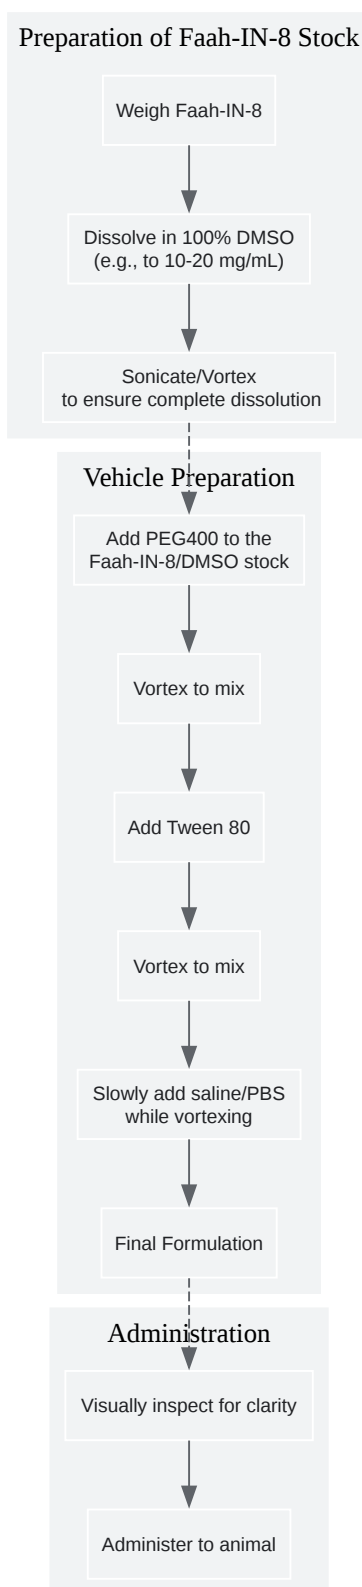 Preparation of Faah-IN-8 Stock
Weigh Faah-IN-8
Dissolve in 100% DMSO
(e.g., to 10-20 mg/mL)
Sonicate/Vortex
to ensure complete dissolution
Vehicle Preparation
Add PEG400 to the
Faah-IN-8/DMSO stock
Vortex to mix
Add Tween 80
Vortex to mix
Slowly add saline/PBS
while vortexing
Final Formulation
Administration
Visually inspect for clarity
Administer to animal